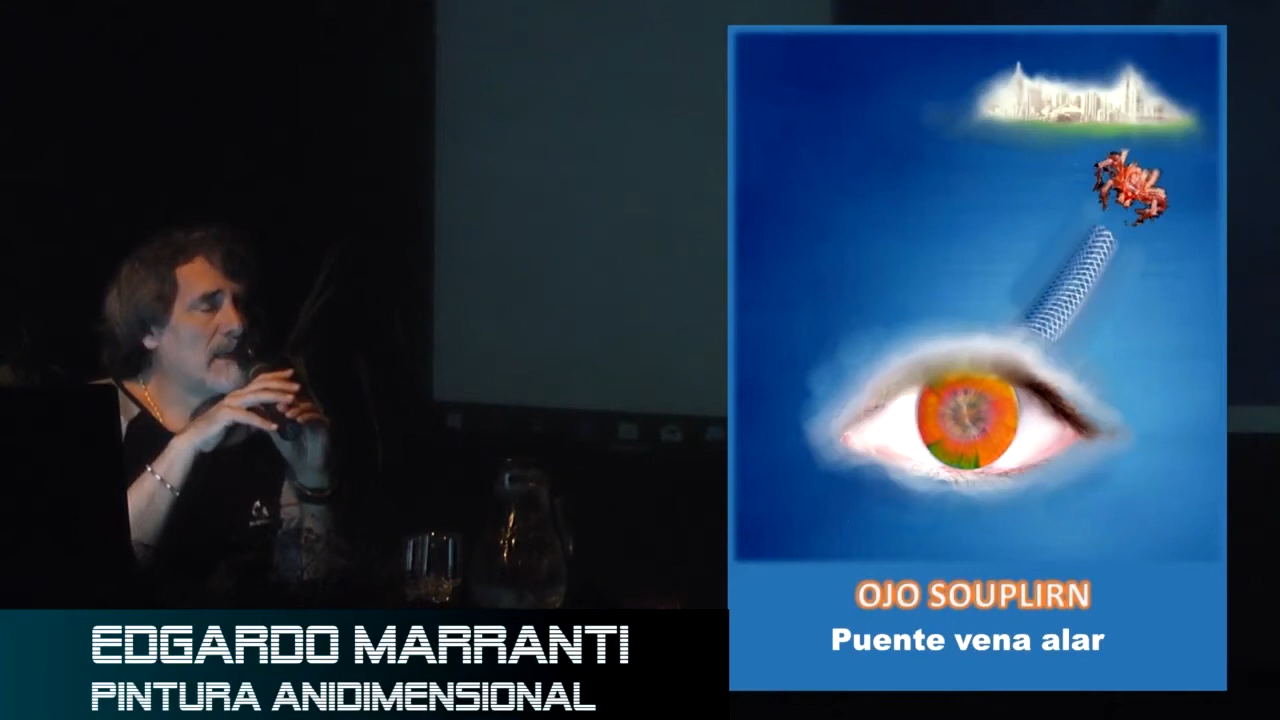 OJO SOUPLIRN
Puente vena alar
EDGARDO MARRANTI
PINTURA ANIDIMENSIONAL